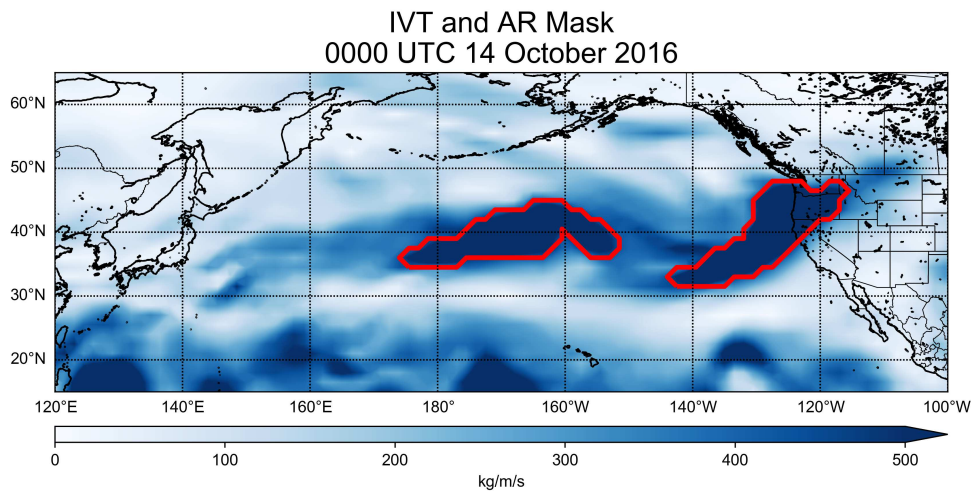 IVT and AR Mask
0000 UTC 14 October 2016
60°N
50°N
40°N
30°N
20°N
120°E 140°E 160°E 180° 160°W 140°W 120°W 100°W
0 100 200 300 400 500
kg/m/s